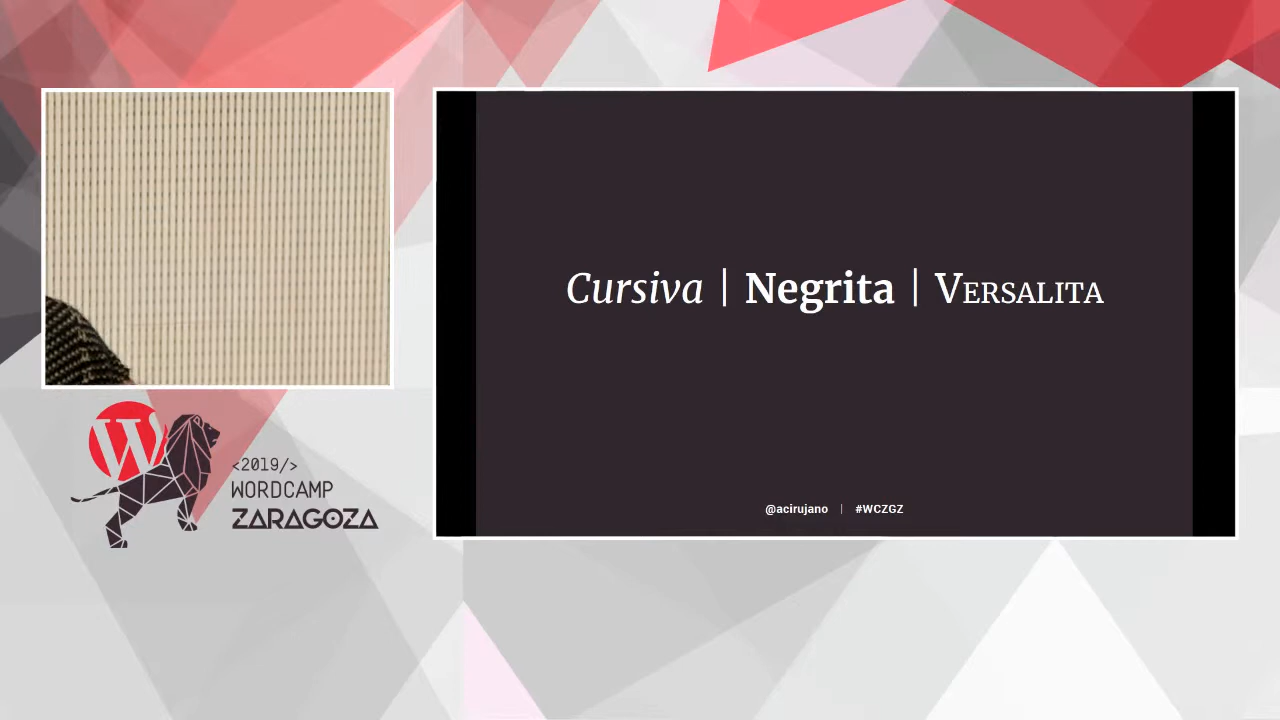 Cursiva | Negrita | Versalita
@acirujano | #WCZGZ
<2019/>
WORDCAMP
ZARAGOZA